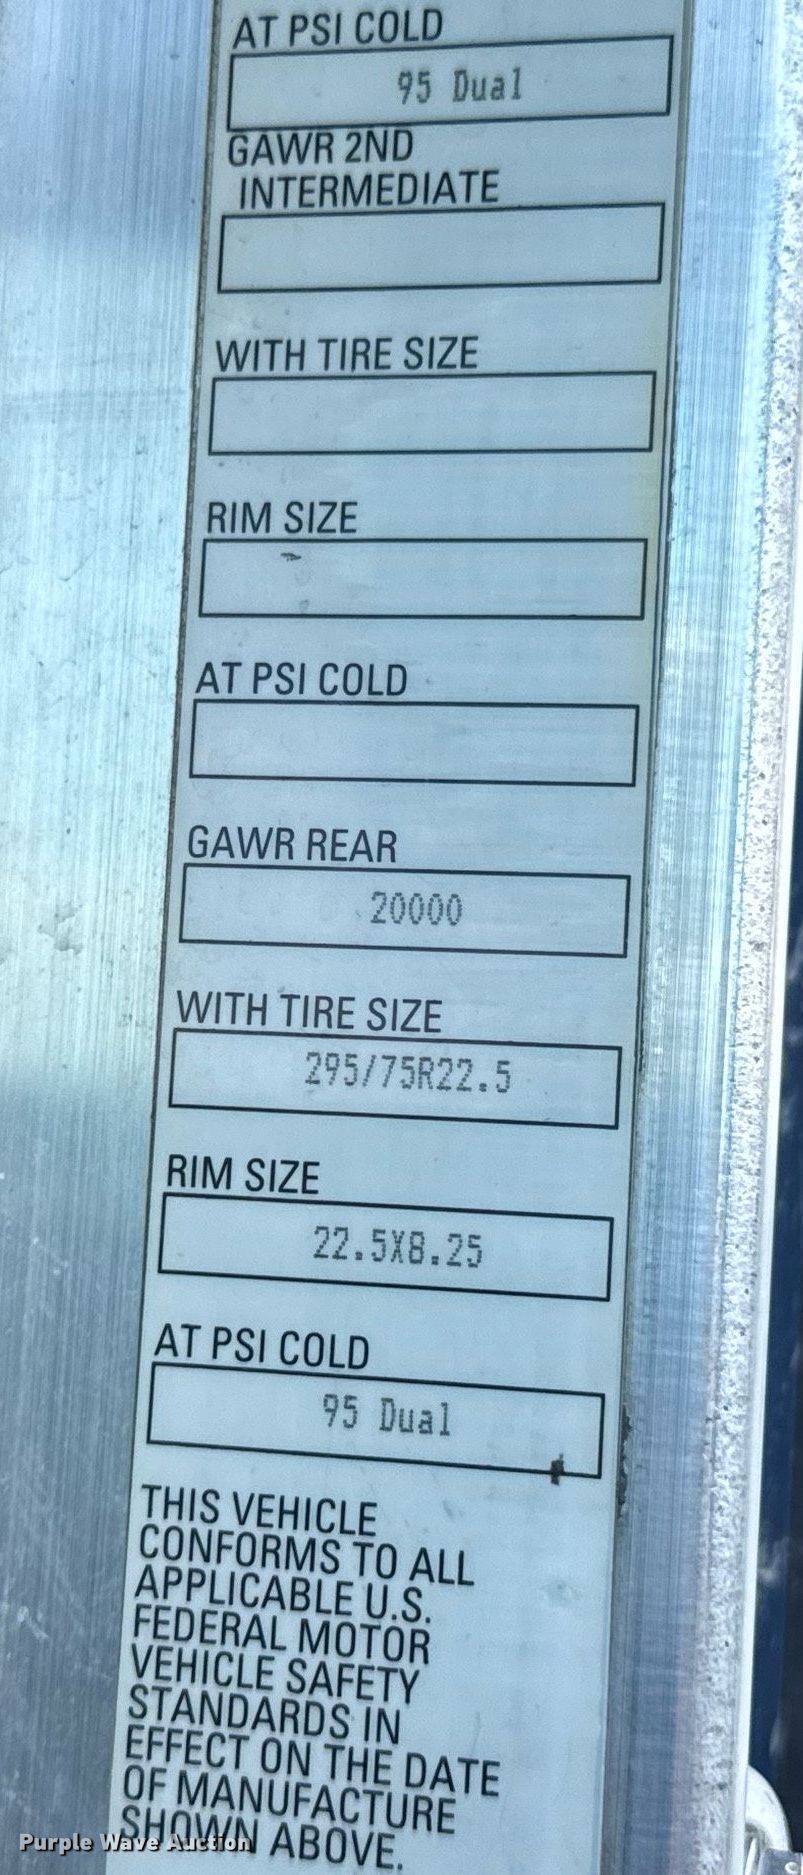 AT PSI COLD
95 Dual
GAWR 2ND
INTERMEDIATE
WITH TIRE SIZE
RIM SIZE
AT PSI COLD
GAWR REAR
20000
WITH TIRE SIZE
295/75R22.5
RIM SIZE
22.5X8.25
AT PSI COLD
95 Dual
THIS VEHICLE
CONFORMS TO ALL
APPLICABLE U.S.
FEDERAL MOTOR
VEHICLE SAFETY
STANDARDS IN
EFFECT ON THE DATE
OF MANUFACTURE
SHOWN ABOVE.
Purple Wave Auction